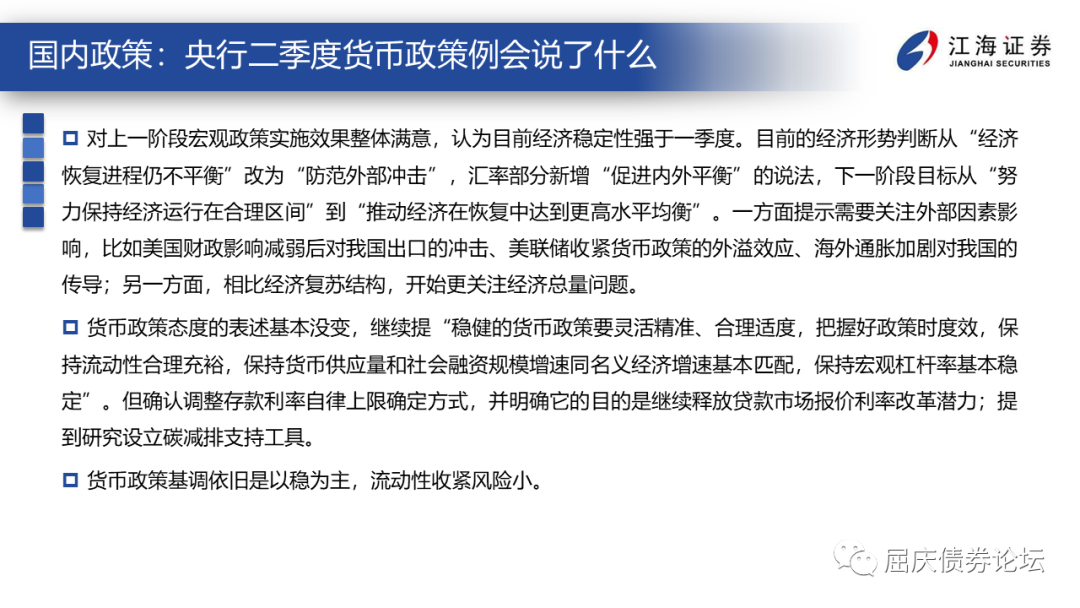 国内政策：央行二季度货币政策例会说了什么
江海证券
JIANGHAI SECURITIES
对上一阶段宏观政策实施效果整体满意，认为目前经济稳定性强于一季度。目前的经济形势判断从“经济
恢复进程仍不平衡”改为“防范外部冲击”，汇率部分新增“促进内外平衡”的说法，下一阶段目标从“努
力保持经济运行在合理区间”到“推动经济在恢复中达到更高水平均衡”。一方面提示需要关注外部因素影
响，比如美国财政影响减弱后对我国出口的冲击、美联储收紧货币政策的外溢效应、海外通胀加剧对我国的
传导；另一方面，相比经济复苏结构，开始更关注经济总量问题。
货币政策态度的表述基本没变，继续提“稳健的货币政策要灵活精准、合理适度，把握好政策时度效，保
持流动性合理充裕，保持货币供应量和社会融资规模增速同名义经济增速基本匹配，保持宏观杠杆率基本稳
定”。但确认调整存款利率自律上限确定方式，并明确它的目的是继续释放贷款市场报价利率改革潜力；提
到研究设立碳减排支持工具。
货币政策基调依旧是以稳为主，流动性收紧风险小。
屈庆债券论坛